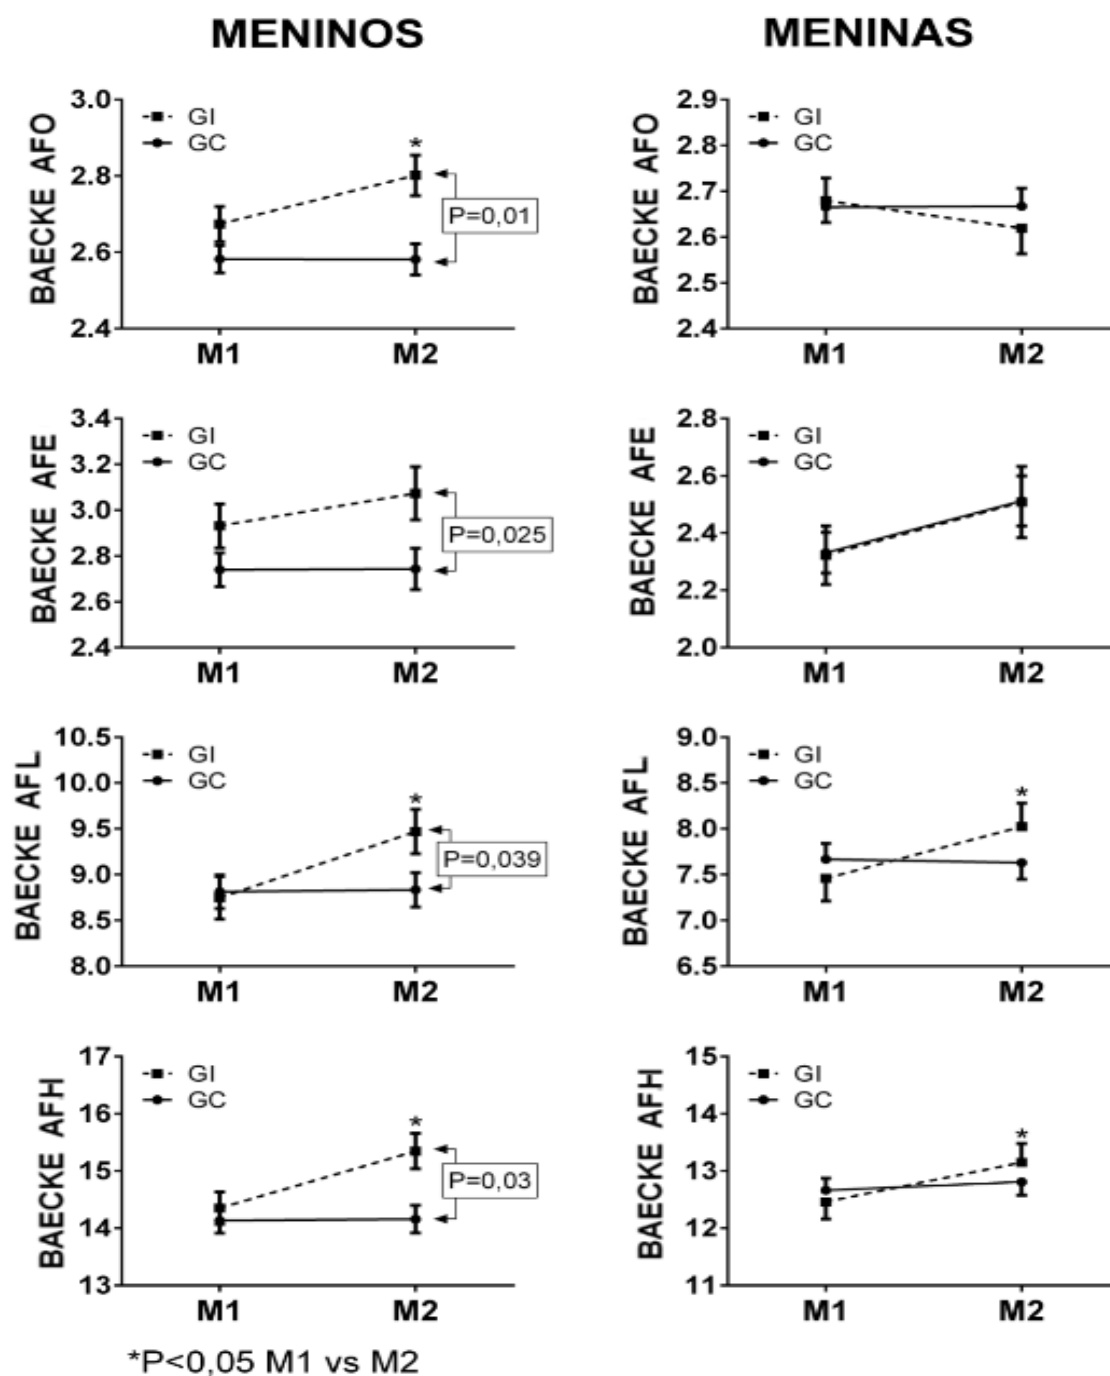 MENINOS
MENINAS
BAECKE AFO
3.0
2.8
2.6
2.4
GI
GC
*
P=0,01
M1
M2
BAECKE AFO
2.9
2.8
2.7
2.6
2.5
2.4
GI
GC
M1
M2
BAECKE AFE
3.4
3.2
3.0
2.8
2.6
2.4
GI
GC
P=0,025
M1
M2
BAECKE AFE
2.8
2.6
2.4
2.2
2.0
GI
GC
M1
M2
BAECKE AFL
10.5
10.0
9.5
9.0
8.5
8.0
GI
GC
*
P=0,039
M1
M2
BAECKE AFL
9.0
8.5
8.0
7.5
7.0
6.5
GI
GC
*
M1
M2
BAECKE AFH
17
16
15
14
13
GI
GC
*
P=0,03
M1
M2
BAECKE AFH
15
14
13
12
11
GI
GC
*
M1
M2
*P<0,05 M1 vs M2